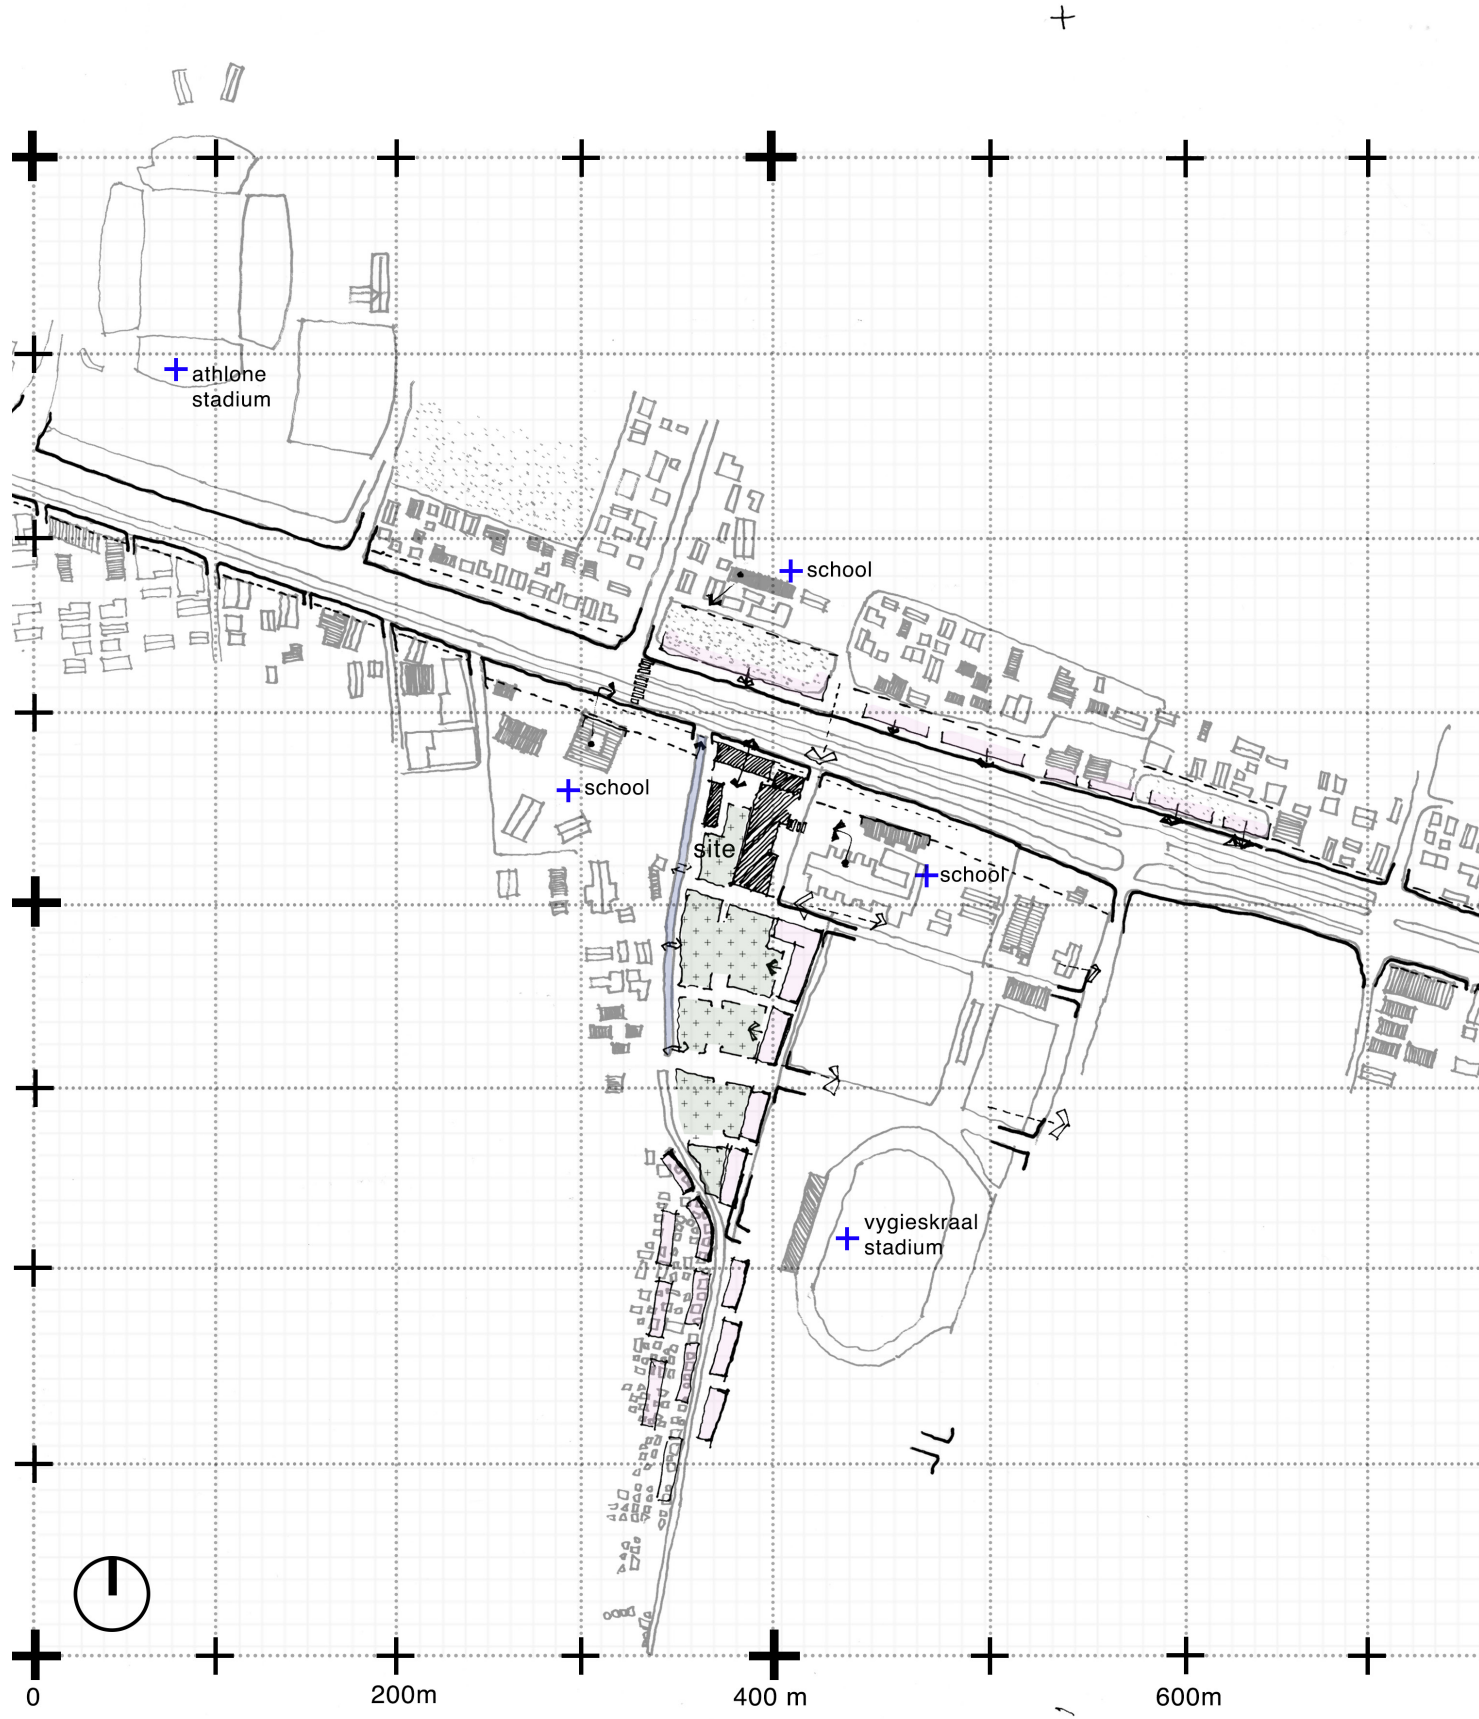 athlone
stadium
school
school
site
school
vygieskraal
stadium
0
200m
400 m
600m